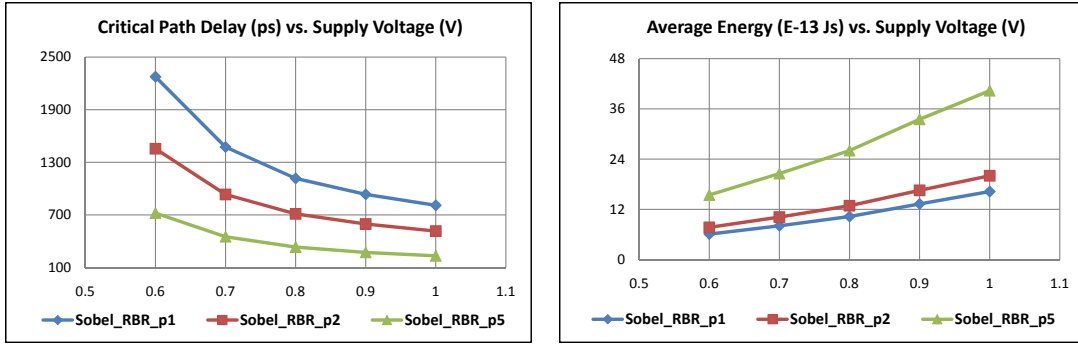 Critical Path Delay (ps) vs. Supply Voltage (V)
2500
1900
1300
700
100
0.5 0.6 0.7 0.8 0.9 1 1.1
Sobel_RBR_p1 Sobel_RBR_p2 Sobel_RBR_p5
Average Energy (E-13 Js) vs. Supply Voltage (V)
48
36
24
12
0
0.5 0.6 0.7 0.8 0.9 1 1.1
Sobel_RBR_p1 Sobel_RBR_p2 Sobel_RBR_p5